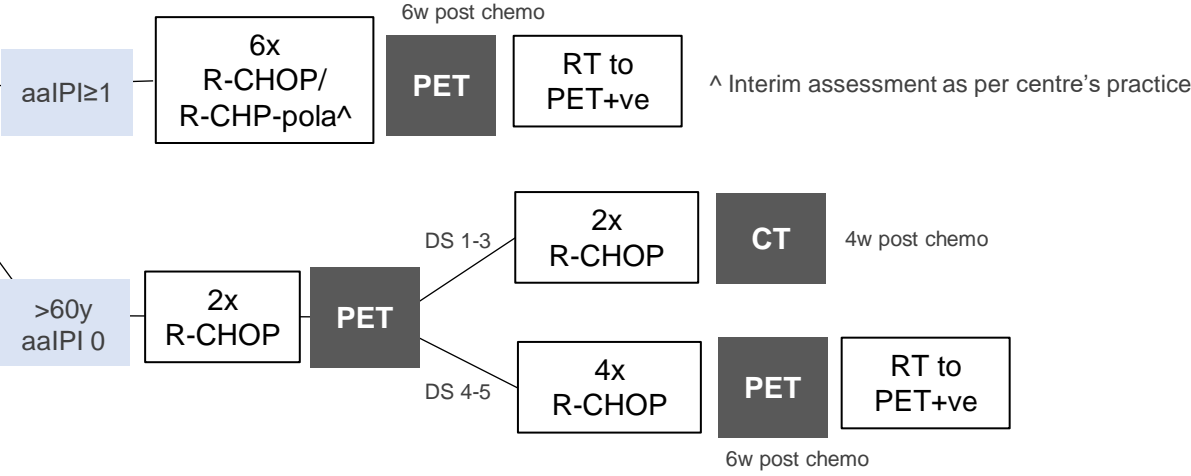 6w post chemo
aaIPI≥1
6x
R-CHOP/
R-CHP-pola^
PET
RT to
PET+ve
^ Interim assessment as per centre's practice
>60y
aaIPI 0
2x
R-CHOP
PET
DS 1-3
2x
R-CHOP
CT
4w post chemo
DS 4-5
4x
R-CHOP
PET
RT to
PET+ve
6w post chemo